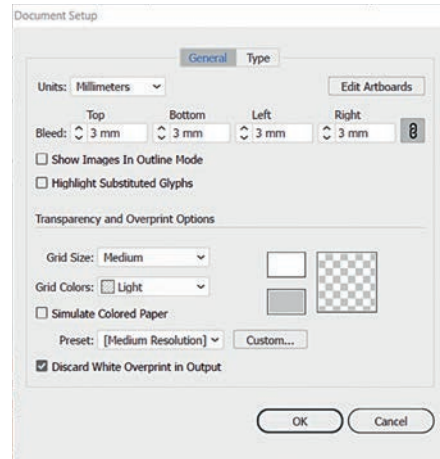 Document Setup
General Type
Units: Millimeters Edit Artboards
Top Bottom Left Right
Bleed: 3 mm 3 mm 3 mm 3 mm
Show Images In Outline Mode
Highlight Substituted Glyphs
Transparency and Overprint Options
Grid Size: Medium
Grid Colors: Light
Simulate Colored Paper
Preset: [Medium Resolution] Custom...
Discard White Overprint in Output
OK Cancel